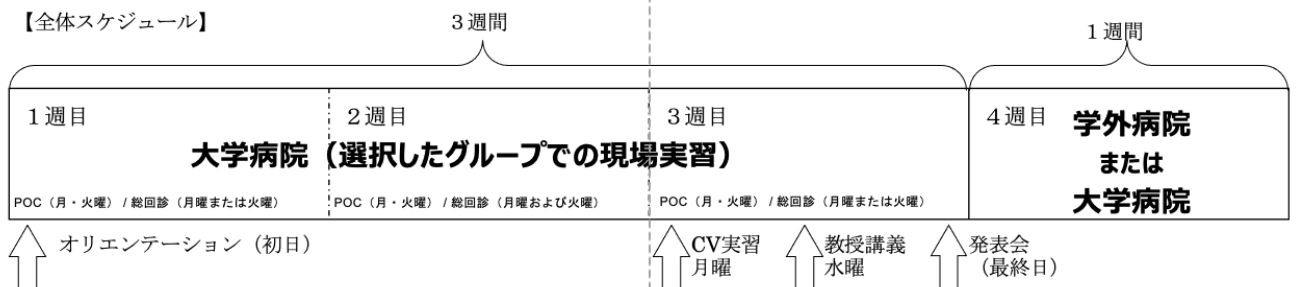 【全体スケジュール】
３週間
１週間
１週目
２週目
３週目
４週目
学外病院
または
大学病院
大学病院（選択したグループでの現場実習）
POC（月・火曜）/ 総回診（月曜または火曜）
POC（月・火曜）/ 総回診（月曜および火曜）
POC（月・火曜）/ 総回診（月曜または火曜）
オリエンテーション（初日）
CV実習
月曜
教授講義
水曜
発表会
（最終日）